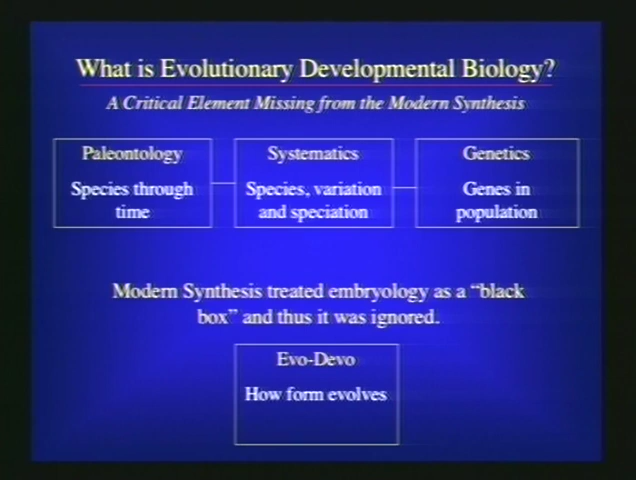 What is Evolutionary Developmental Biology?
A Critical Element Missing from the Modern Synthesis
Paleontology
Species through
time
Systematics
Species, variation
and speciation
Genetics
Genes in
population
Modern Synthesis treated embryology as a “black
box” and thus it was ignored.
Evo-Devo
How form evolves